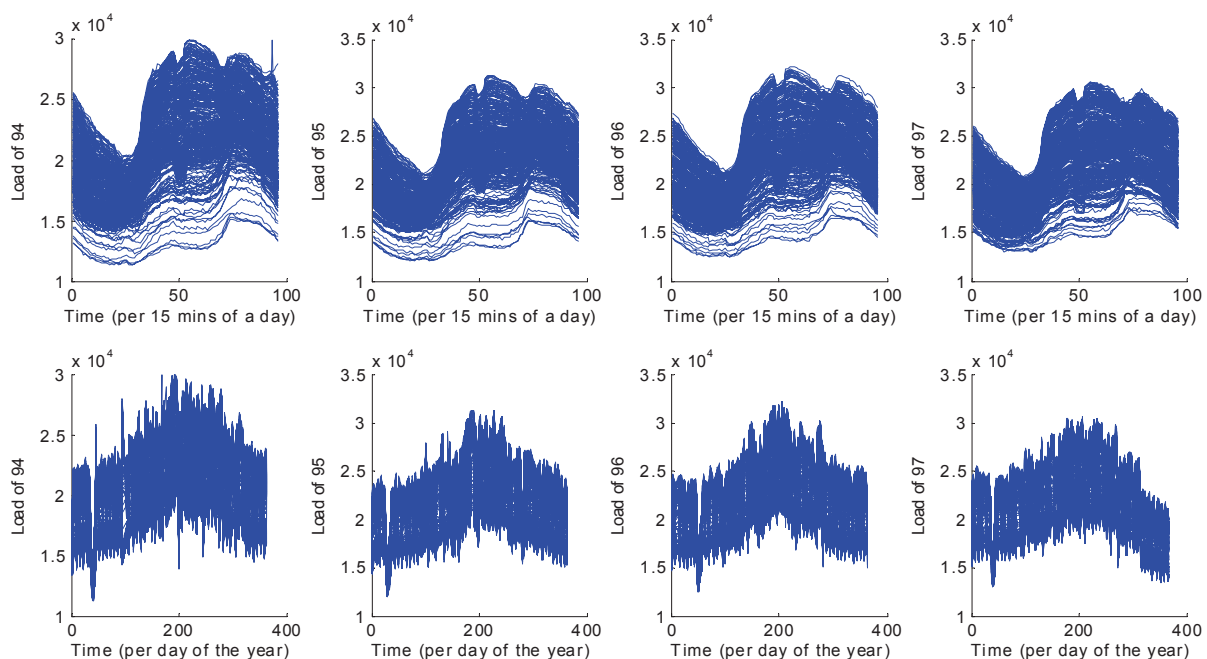 x 10^4
3
2.5
2
1.5
1
0
50
100
Load of 94
Time (per 15 mins of a day)
x 10^4
3.5
3
2.5
2
1.5
1
0
50
100
Load of 95
Time (per 15 mins of a day)
x 10^4
3.5
3
2.5
2
1.5
1
0
50
100
Load of 96
Time (per 15 mins of a day)
x 10^4
3.5
3
2.5
2
1.5
1
0
50
100
Load of 97
Time (per 15 mins of a day)
x 10^4
3
2.5
2
1.5
1
0
200
400
Load of 94
Time (per day of the year)
x 10^4
3.5
3
2.5
2
1.5
1
0
200
400
Load of 95
Time (per day of the year)
x 10^4
3.5
3
2.5
2
1.5
1
0
200
400
Load of 96
Time (per day of the year)
x 10^4
3.5
3
2.5
2
1.5
1
0
200
400
Load of 97
Time (per day of the year)